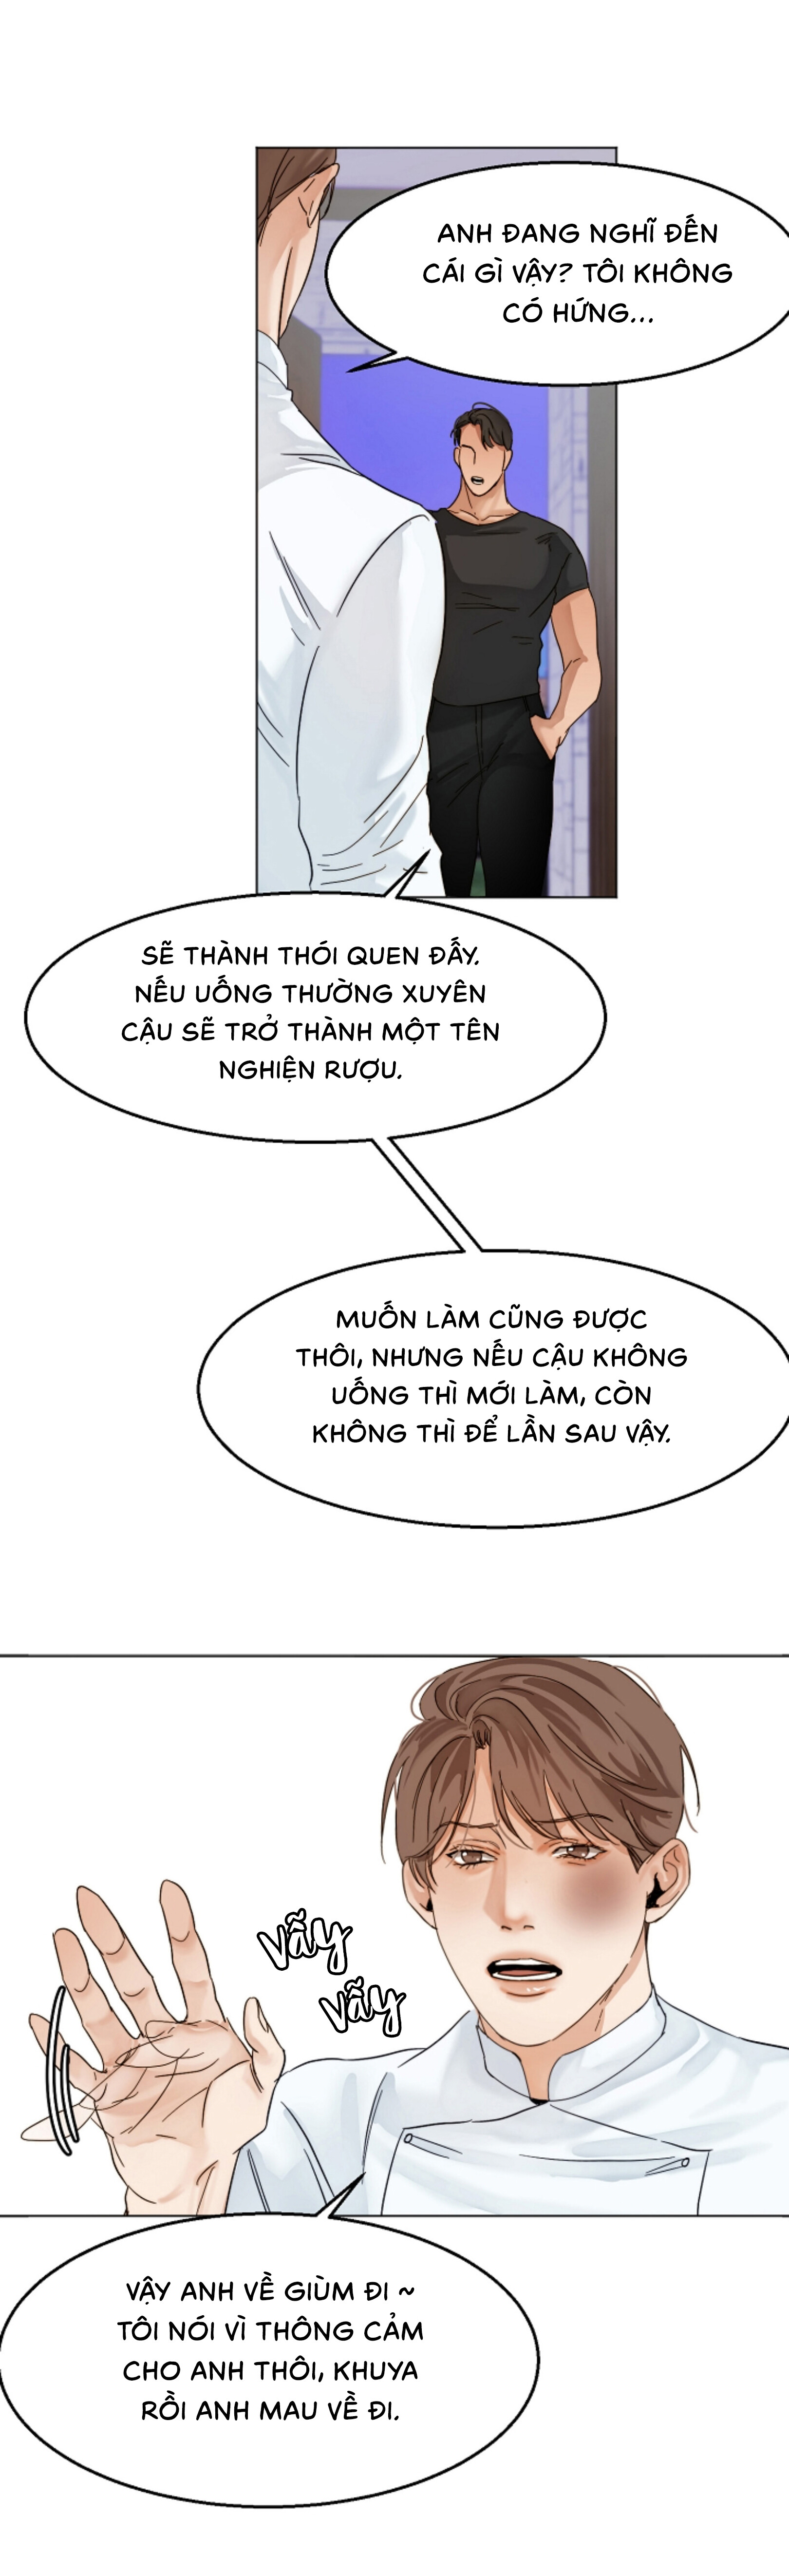 ANH ĐANG NGHĨ ĐẾN
CÁI GÌ VẬY? TÔI KHÔNG
CÓ HỨNG...
SẼ THÀNH THÓI QUEN ĐẤY.
NẾU UỐNG THƯỜNG XUYÊN
CẬU SẼ TRỞ THÀNH MỘT TÊN
NGHIỆN RƯỢU.
MUỐN LÀM CŨNG ĐƯỢC
THÔI, NHƯNG NẾU CẬU KHÔNG
UỐNG THÌ MỚI LÀM, CÒN
KHÔNG THÌ ĐỂ LẦN SAU VẬY.
Vẫy
Vẫy
VẬY ANH VỀ GIÙM ĐI ~
TÔI NÓI VÌ THÔNG CẢM
CHO ANH THÔI, KHUYA
RỒI ANH MAU VỀ ĐI.